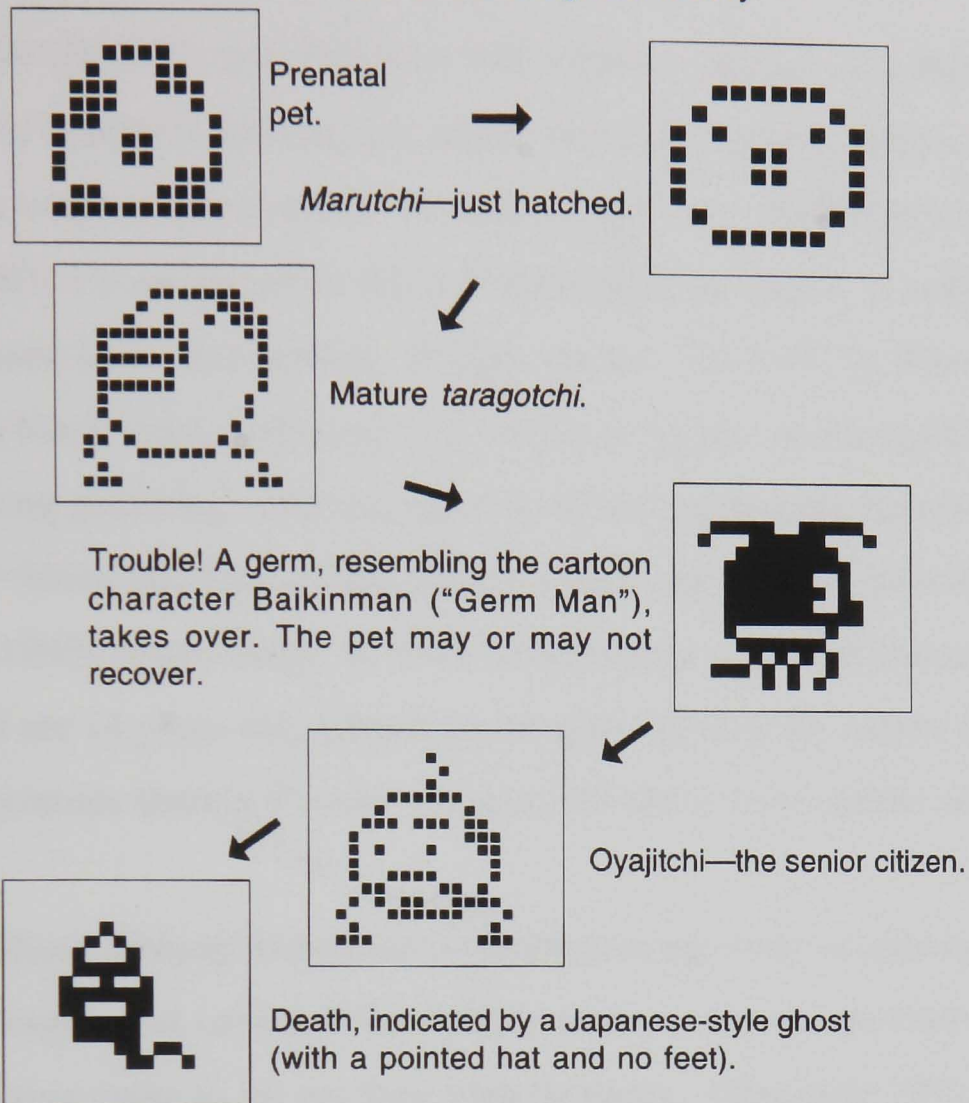 Prenatal
pet.
Marutchi—just hatched.
Mature taragotchi.
Trouble! A germ, resembling the cartoon
character Baikinman (“Germ Man”),
takes over. The pet may or may not
recover.
Oyajitchi—the senior citizen.
Death, indicated by a Japanese-style ghost
(with a pointed hat and no feet).